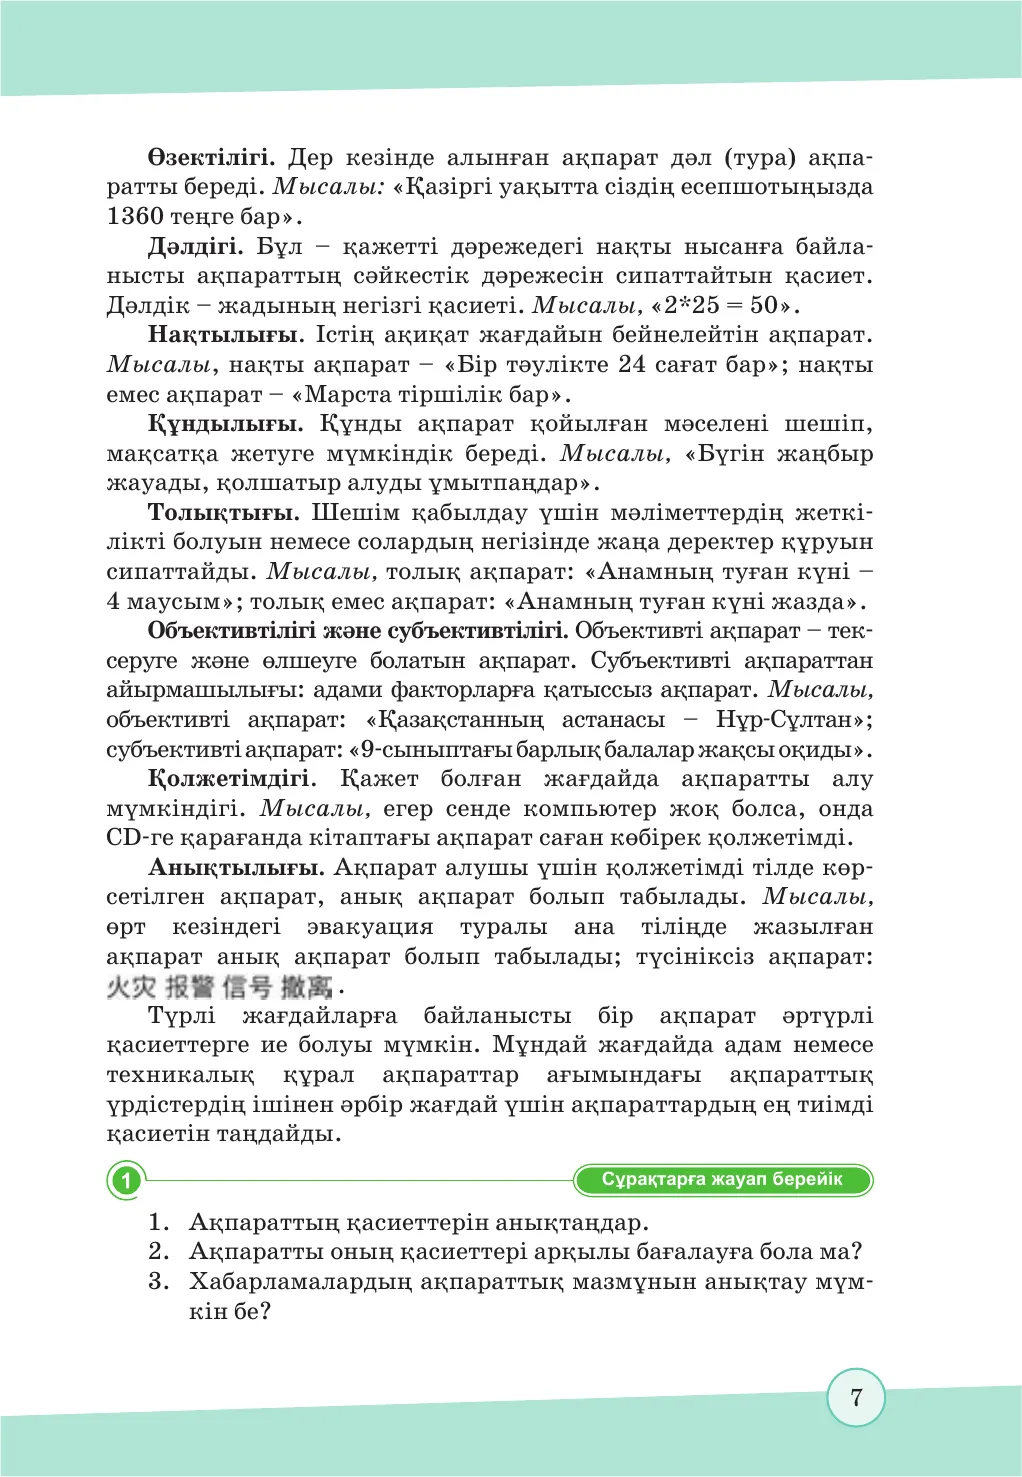 Өзектілігі. Дер кезінде алынған ақпарат дәл (тура) ақпа-
ратты береді. Мысалы: «Қазіргі уақытта сіздің есепшотыңызда
1360 теңге бар».
Дәлдігі. Бұл – қажетті дәрежедегі нақты нысанға байла-
нысты ақпараттың сәйкестік дәрежесін сипаттайтын қасиет.
Дәлдік – жадының негізгі қасиеті. Мысалы, «2*25 = 50».
Нақтылығы. Істің ақиқат жағдайын бейнелейтін ақпарат.
Мысалы, нақты ақпарат – «Бір тәулікте 24 сағат бар»; нақты
емес ақпарат – «Марста тіршілік бар».
Құндылығы. Құнды ақпарат қойылған мәселені шешіп,
мақсатқа жетуге мүмкіндік береді. Мысалы, «Бүгін жаңбыр
жауады, қолшатыр алуды ұмытпаңдар».
Толықтығы. Шешім қабылдау үшін мәліметтердің жеткі-
лікті болуын немесе солардың негізінде жаңа деректер құруын
сипаттайды. Мысалы, толық ақпарат: «Анамның туған күні –
4 маусым»; толық емес ақпарат: «Анамның туған күні жазда».
Объективтілігі және субъективтілігі. Объективті ақпарат – тек-
серуге және өлшеуге болатын ақпарат. Субъективті ақпараттан
айырмашылығы: адами факторларға қатыссыз ақпарат. Мысалы,
объективті ақпарат: «Қазақстанның астанасы – Нұр-Сұлтан»;
субъективті ақпарат: «9-сыныптағы барлық балалар жақсы оқиды».
Қолжетімдігі. Қажет болған жағдайда ақпаратты алу
мүмкіндігі. Мысалы, егер сенде компьютер жоқ болса, онда
CD-ге қарағанда кітаптағы ақпарат саған көбірек қолжетімді.
Анықтылығы. Ақпарат алушы үшін қолжетімді тілде көр-
сетілген ақпарат, анық ақпарат болып табылады. Мысалы,
өрт кезіндегі эвакуация туралы ана тіліңде жазылған
ақпарат анық ақпарат болып табылады; түсініксіз ақпарат:
火灾 报警 信号 撤离.
Түрлі жағдайларға байланысты бір ақпарат әртүрлі
қасиеттерге ие болуы мүмкін. Мұндай жағдайда адам немесе
техникалық құрал ақпараттар ағымындағы ақпараттық
үрдістердің ішінен әрбір жағдай үшін ақпараттардың ең тиімді
қасиетін таңдайды.
1 Сұрақтарға жауап берейік
1. Ақпараттың қасиеттерін анықтаңдар.
2. Ақпаратты оның қасиеттері арқылы бағалауға бола ма?
3. Хабарламалардың ақпараттық мазмұнын анықтау мүм-
кін бе?
7